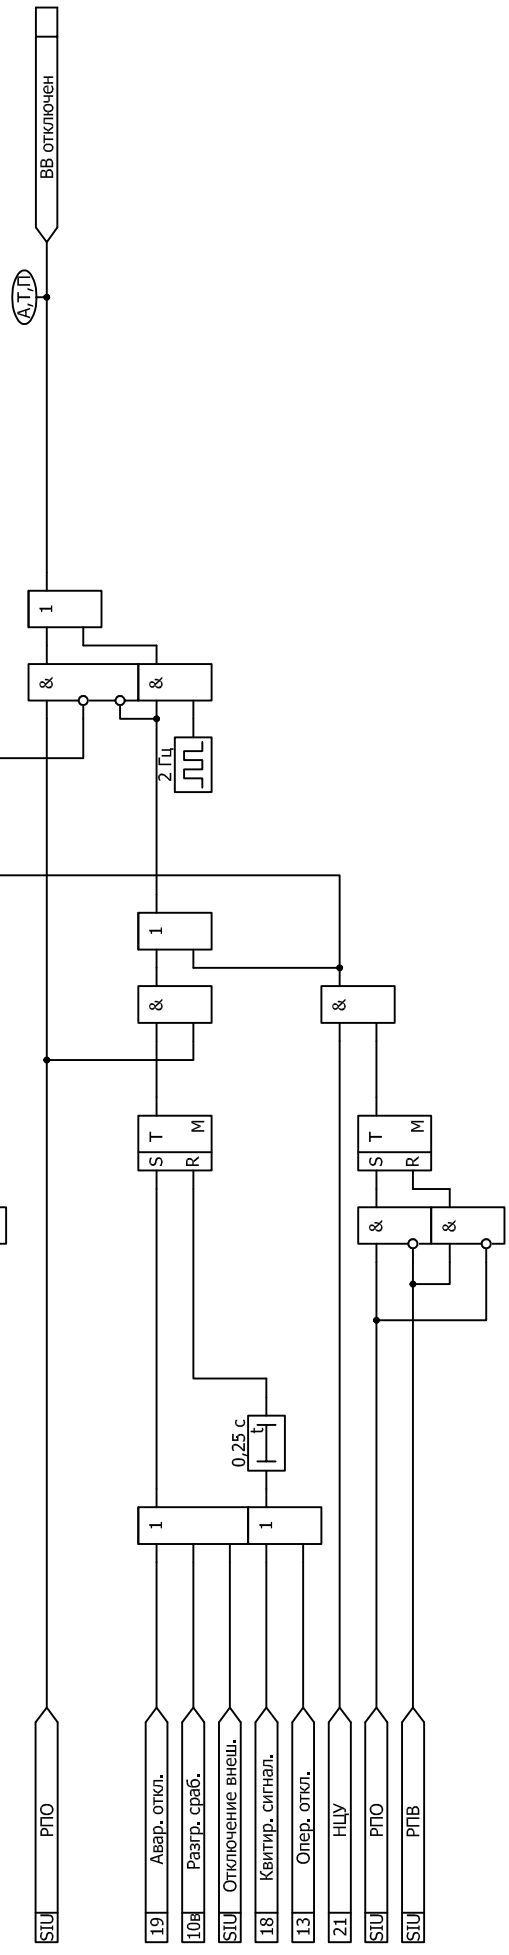 ВВ отключен
А,Т,П
1
&
&
2 Гц
1
&
&
T
M
S
R
T
M
S
R
&
&
0,25 с
t
1
1
SIU РПО
19 Авар. откл.
10в Разгр. сраб.
SIU Отключение внеш.
18 Квитир. сигнал.
13 Опер. откл.
21 НЦУ
SIU РПО
SIU РПВ